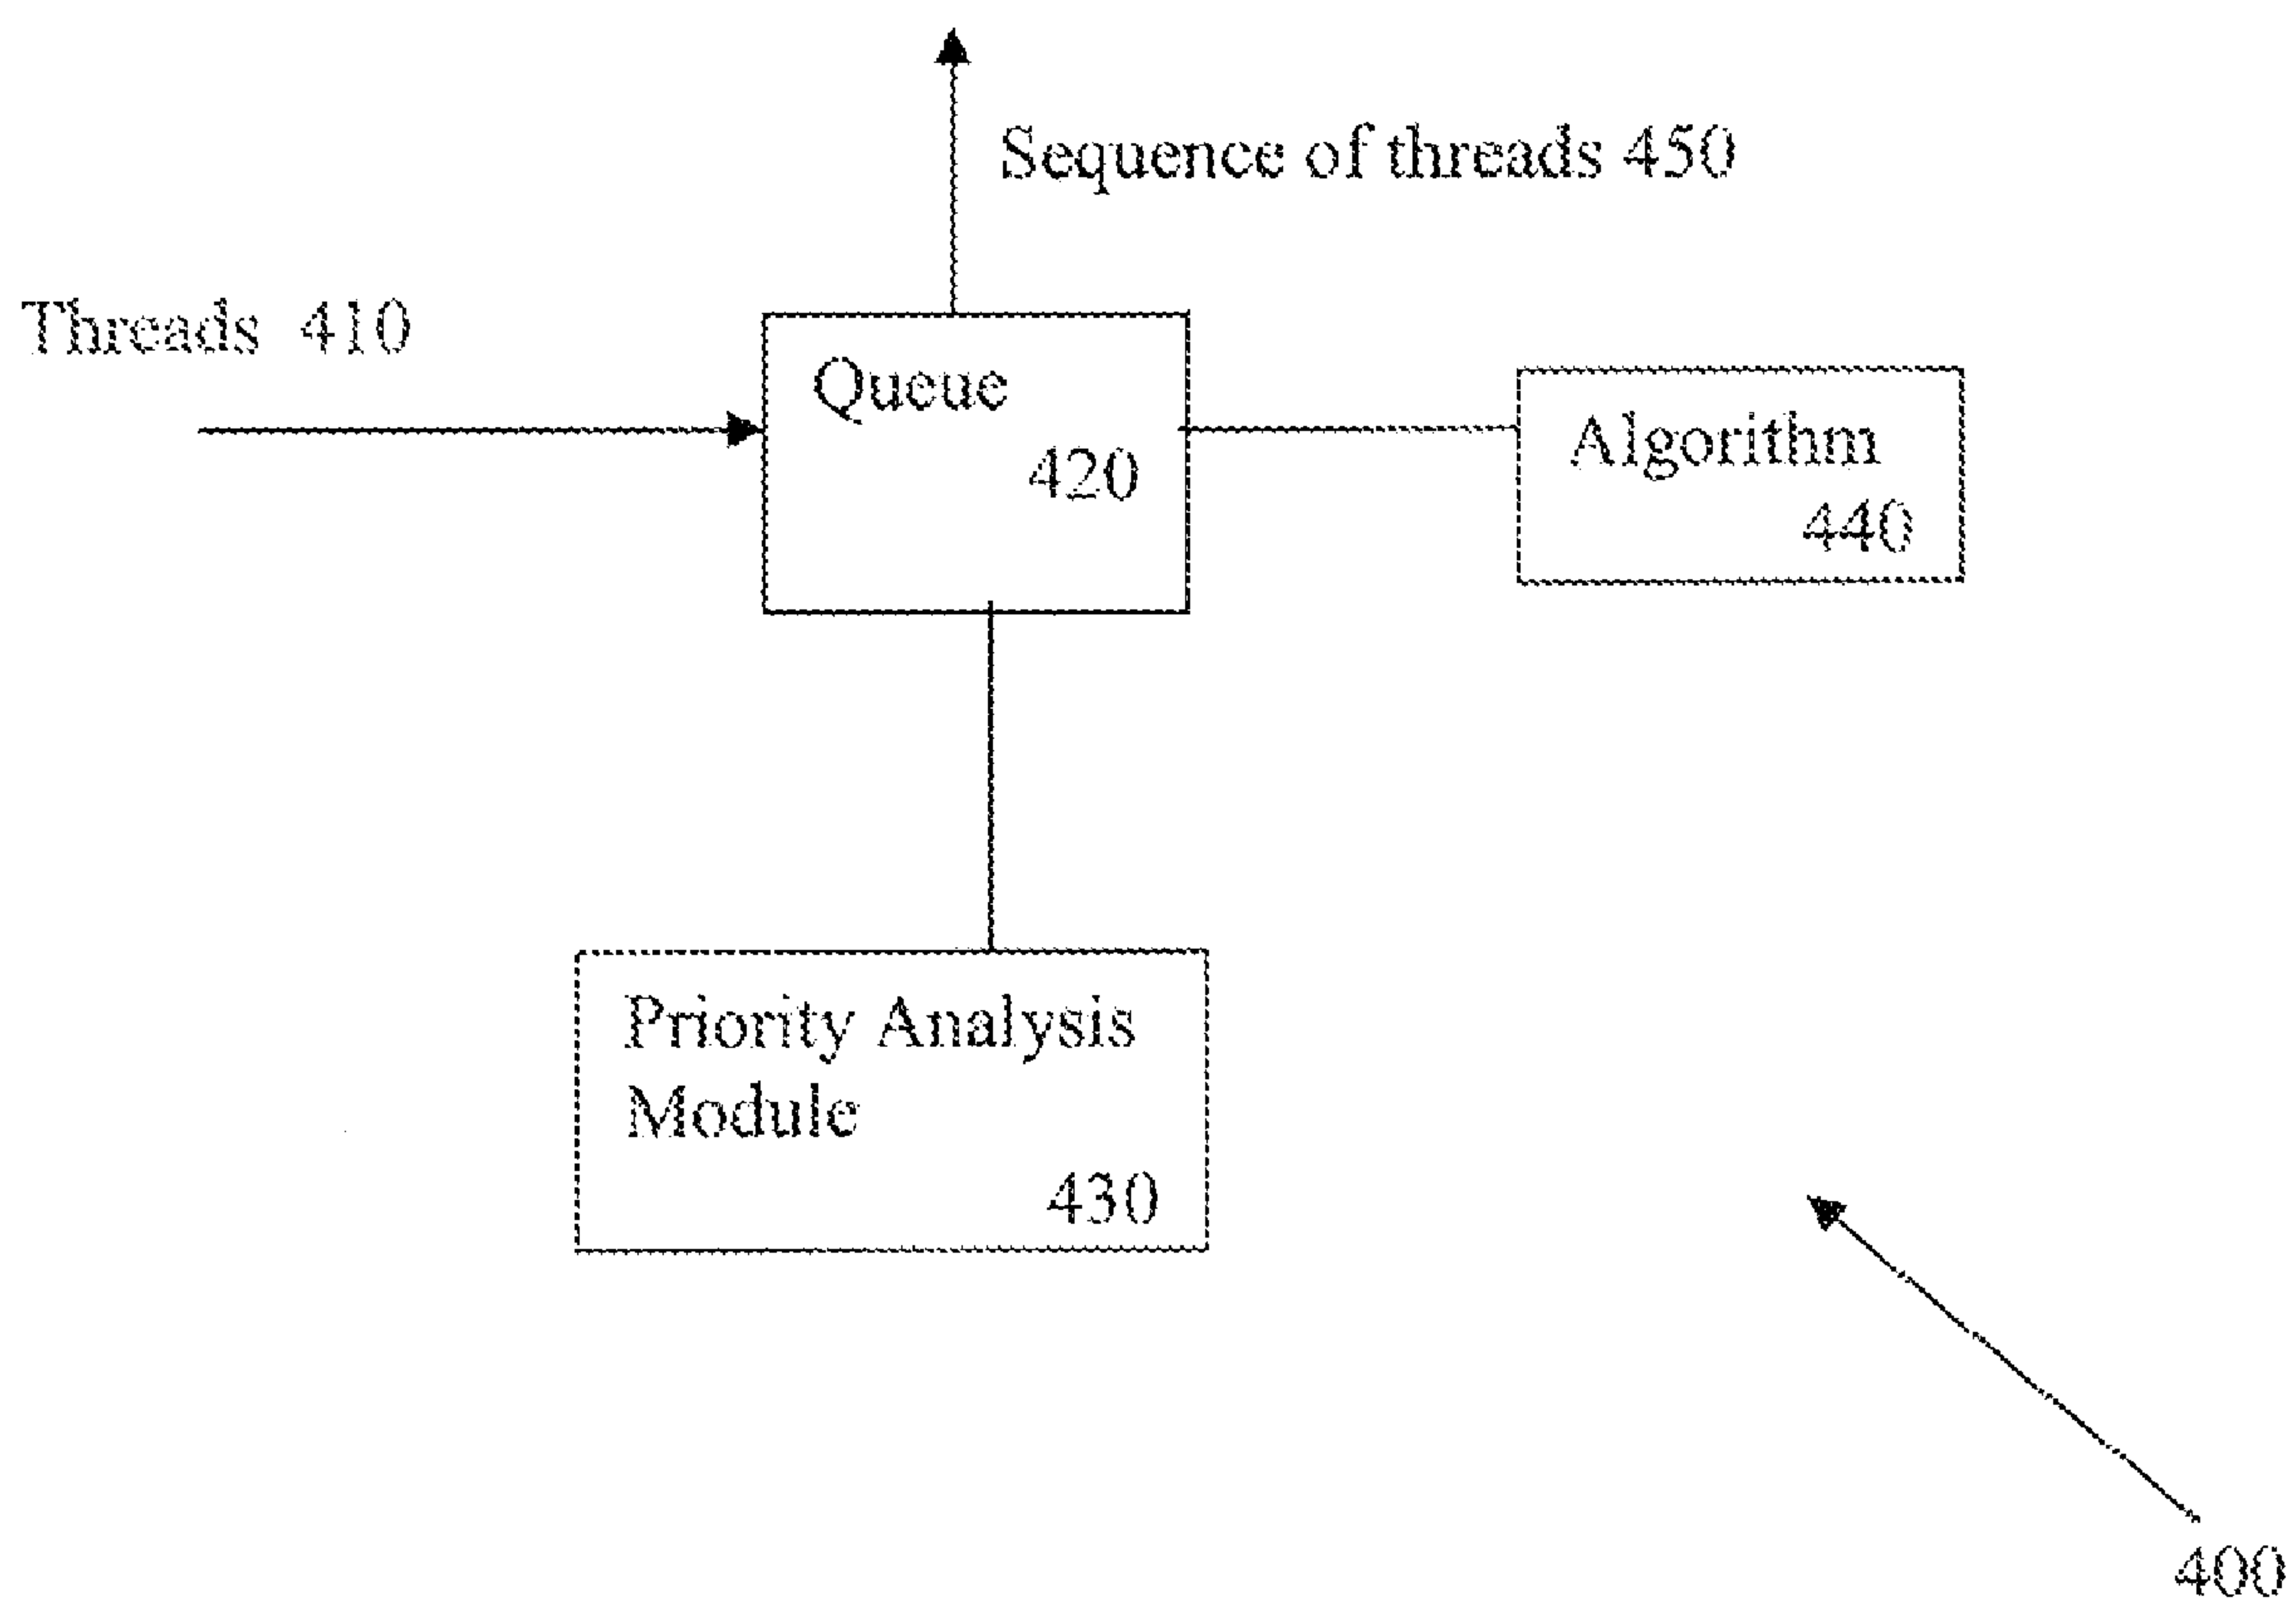 Sequence of threads 450
Threads 410
Queue
420
Algorithm
440
Priority Analysis
Module
430
400